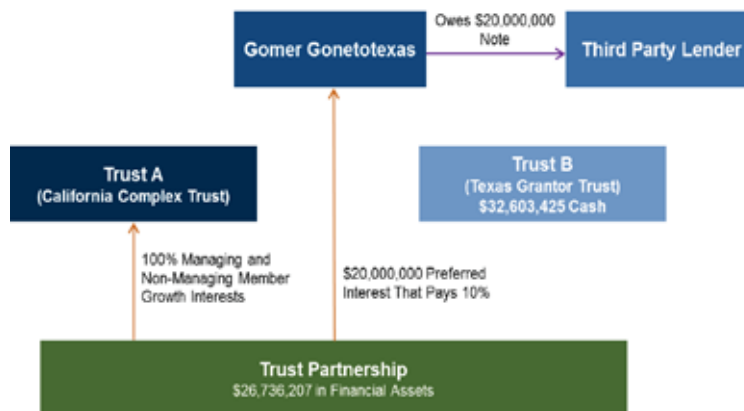 Owes $20,000,000
Note
Gomer Gonetotexas
Third Party Lender
Trust A
(California Complex Trust)
Trust B
(Texas Grantor Trust)
$32,603,425 Cash
100% Managing and
Non-Managing Member
Growth Interests
$20,000,000 Preferred
Interest That Pays 10%
Trust Partnership
$26,736,207 in Financial Assets